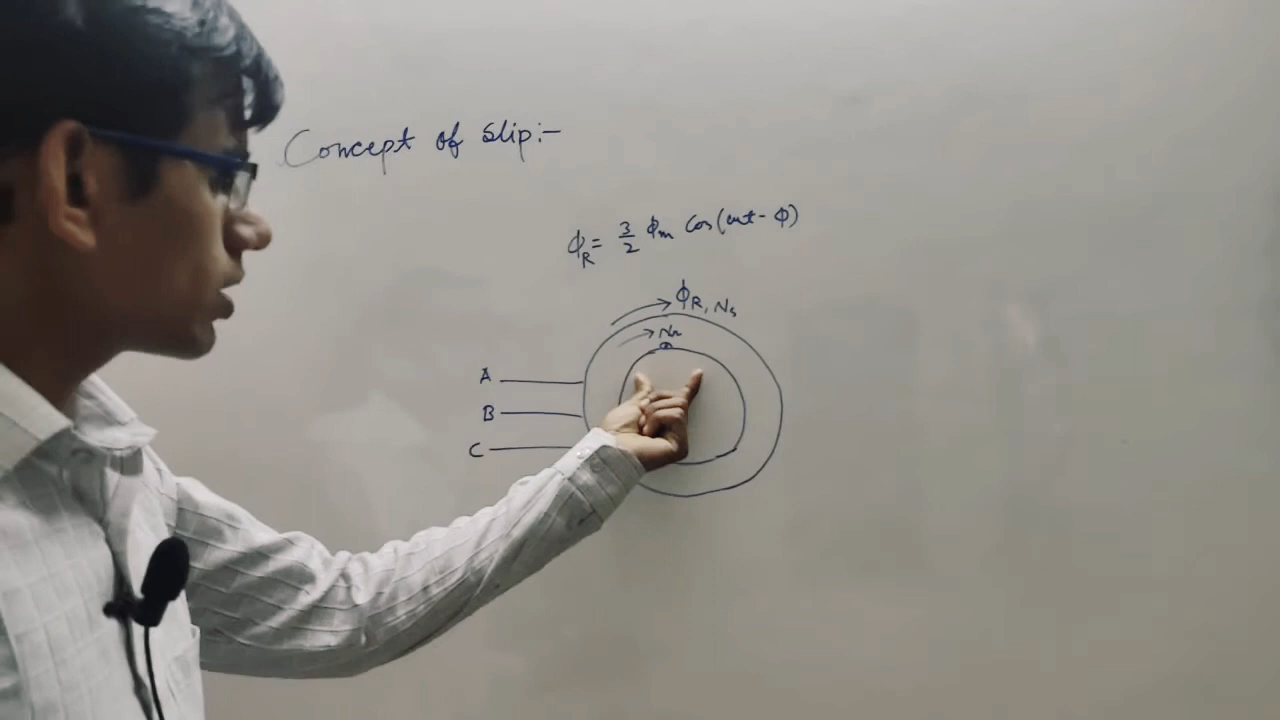 Concept of Slip:-
ϕR = 3/2 ϕm Cos(ωt - ϕ)
ϕR, Ns
Nr
A
B
C